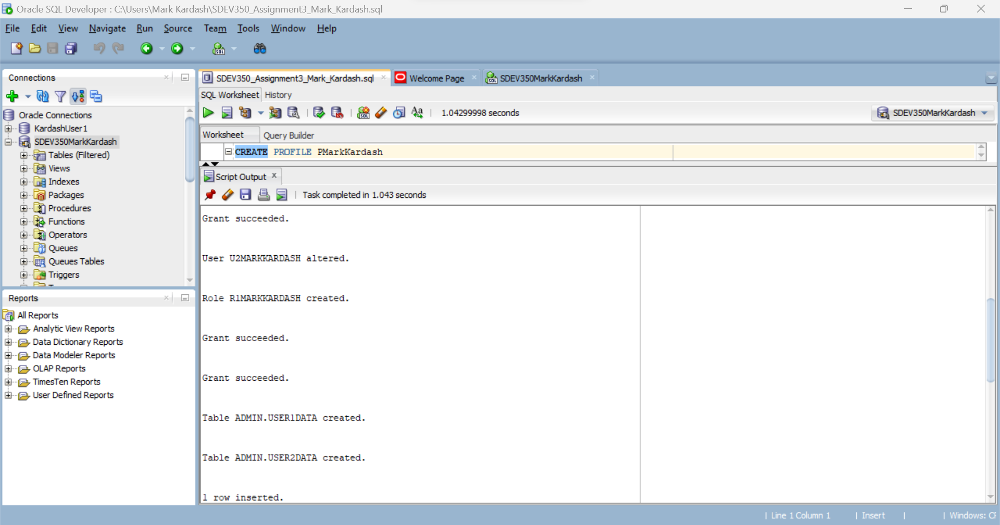 Oracle SQL Developer : C:\Users\Mark Kardash\SDEV350_Assignment3_Mark_Kardash.sql
File Edit View Navigate Run Source Team Tools Window Help
Connections
Oracle Connections
KardashUser1
SDEV350MarkKardash
Tables (Filtered)
Views
Indexes
Packages
Procedures
Functions
Operators
Queues
Queues Tables
Triggers
Reports
All Reports
Analytic View Reports
Data Dictionary Reports
Data Modeler Reports
OLAP Reports
TimesTen Reports
User Defined Reports
SDEV350_Assignment3_Mark_Kardash.sql Welcome Page SDEV350MarkKardash
SQL Worksheet History
1.04299998 seconds SDEV350MarkKardash
Worksheet Query Builder
CREATE PROFILE PMarkKardash
Script Output
Task completed in 1.043 seconds
Grant succeeded.
User U2MARKKARDASH altered.
Role R1MARKKARDASH created.
Grant succeeded.
Grant succeeded.
Table ADMIN.USER1DATA created.
Table ADMIN.USER2DATA created.
1 row inserted.
| Line 1 Column 1 | Insert | | Windows: